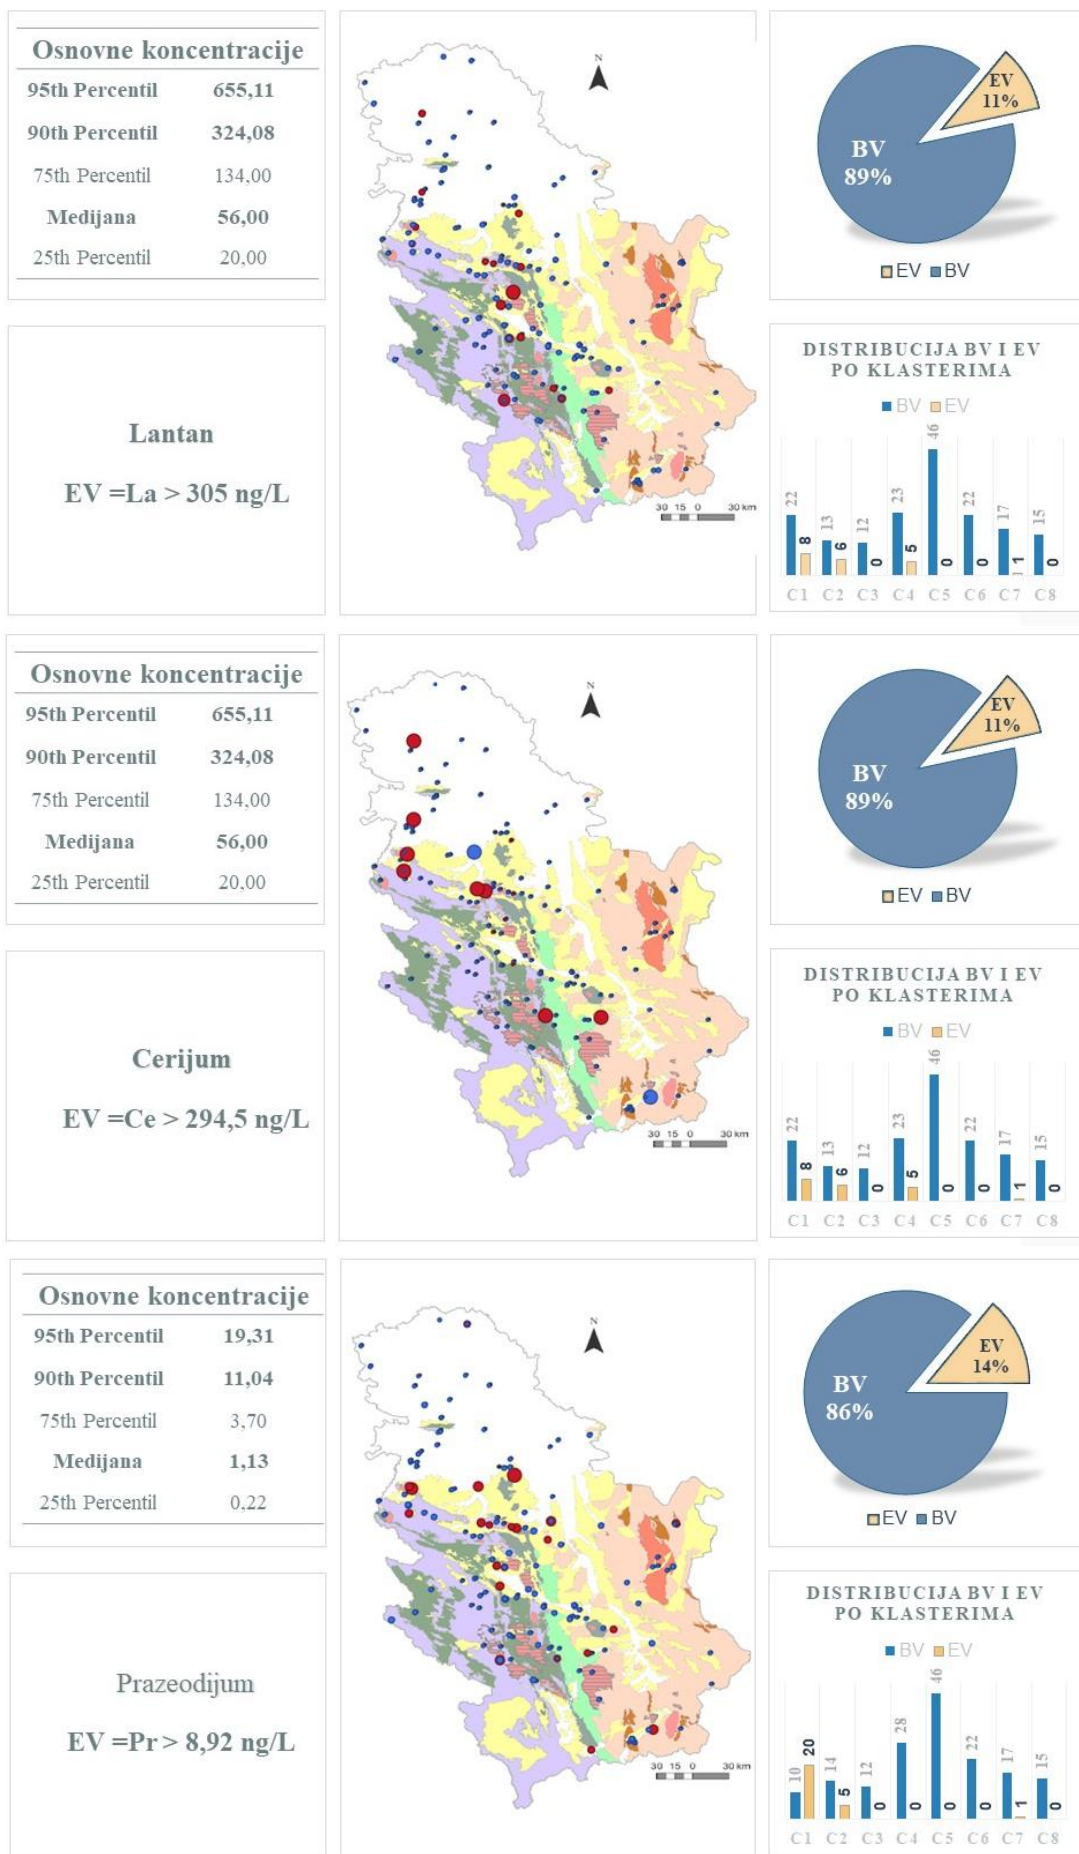 Osnovne koncentracije
95th Percentil 655,11
90th Percentil 324,08
75th Percentil 134,00
Medijana 56,00
25th Percentil 20,00
Lantan
EV =La > 305 ng/L
N
30 15 0 30 km
EV
11%
BV
89%
EV BV
DISTRIBUCIJA BV I EV
PO KLASTERIMA
BV EV
22 8 13 6 12 0 23 5 46 0 22 0 17 1 15 0
C1 C2 C3 C4 C5 C6 C7 C8
Osnovne koncentracije
95th Percentil 655,11
90th Percentil 324,08
75th Percentil 134,00
Medijana 56,00
25th Percentil 20,00
Cerijum
EV =Ce > 294,5 ng/L
N
30 15 0 30 km
EV
11%
BV
89%
EV BV
DISTRIBUCIJA BV I EV
PO KLASTERIMA
BV EV
22 8 13 6 12 0 23 5 46 0 22 0 17 1 15 0
C1 C2 C3 C4 C5 C6 C7 C8
Osnovne koncentracije
95th Percentil 19,31
90th Percentil 11,04
75th Percentil 3,70
Medijana 1,13
25th Percentil 0,22
Prazeodijum
EV =Pr > 8,92 ng/L
N
30 15 0 30 km
EV
14%
BV
86%
EV BV
DISTRIBUCIJA BV I EV
PO KLASTERIMA
BV EV
10 20 14 5 12 0 28 0 46 0 22 0 17 1 15 0
C1 C2 C3 C4 C5 C6 C7 C8